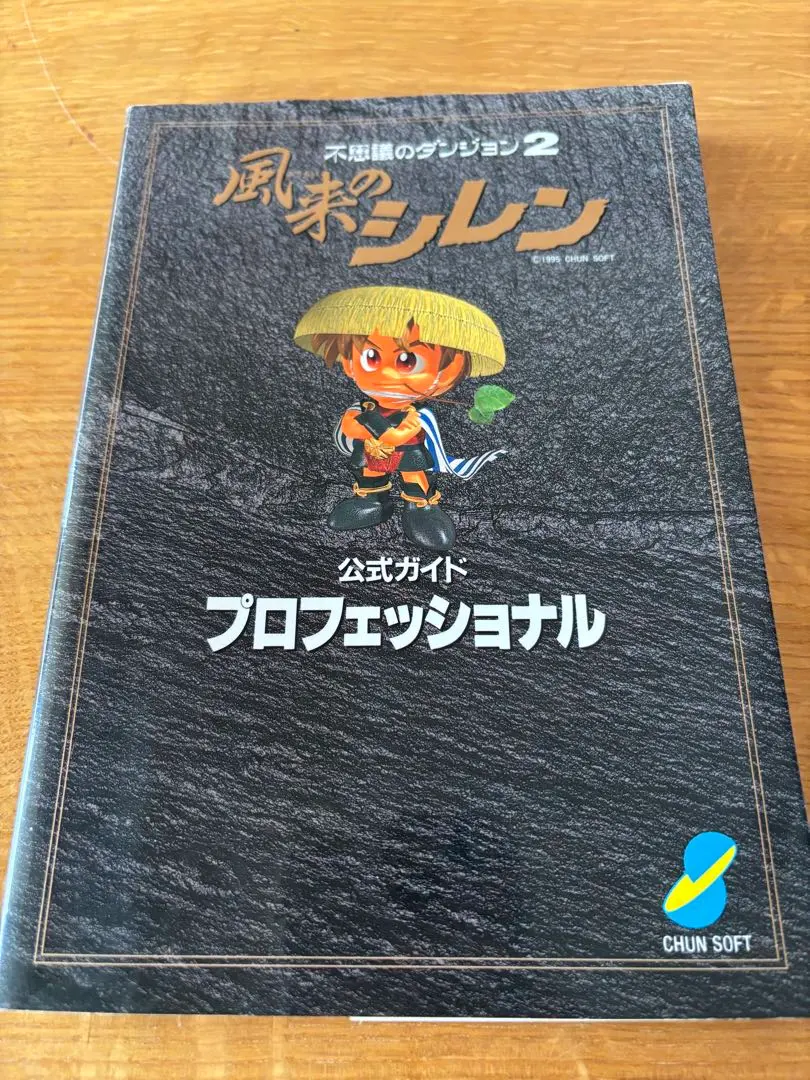 不思議のダンジョン2
風来のシレン
©1995 CHUN SOFT
公式ガイド
プロフェッショナル
CHUN SOFT